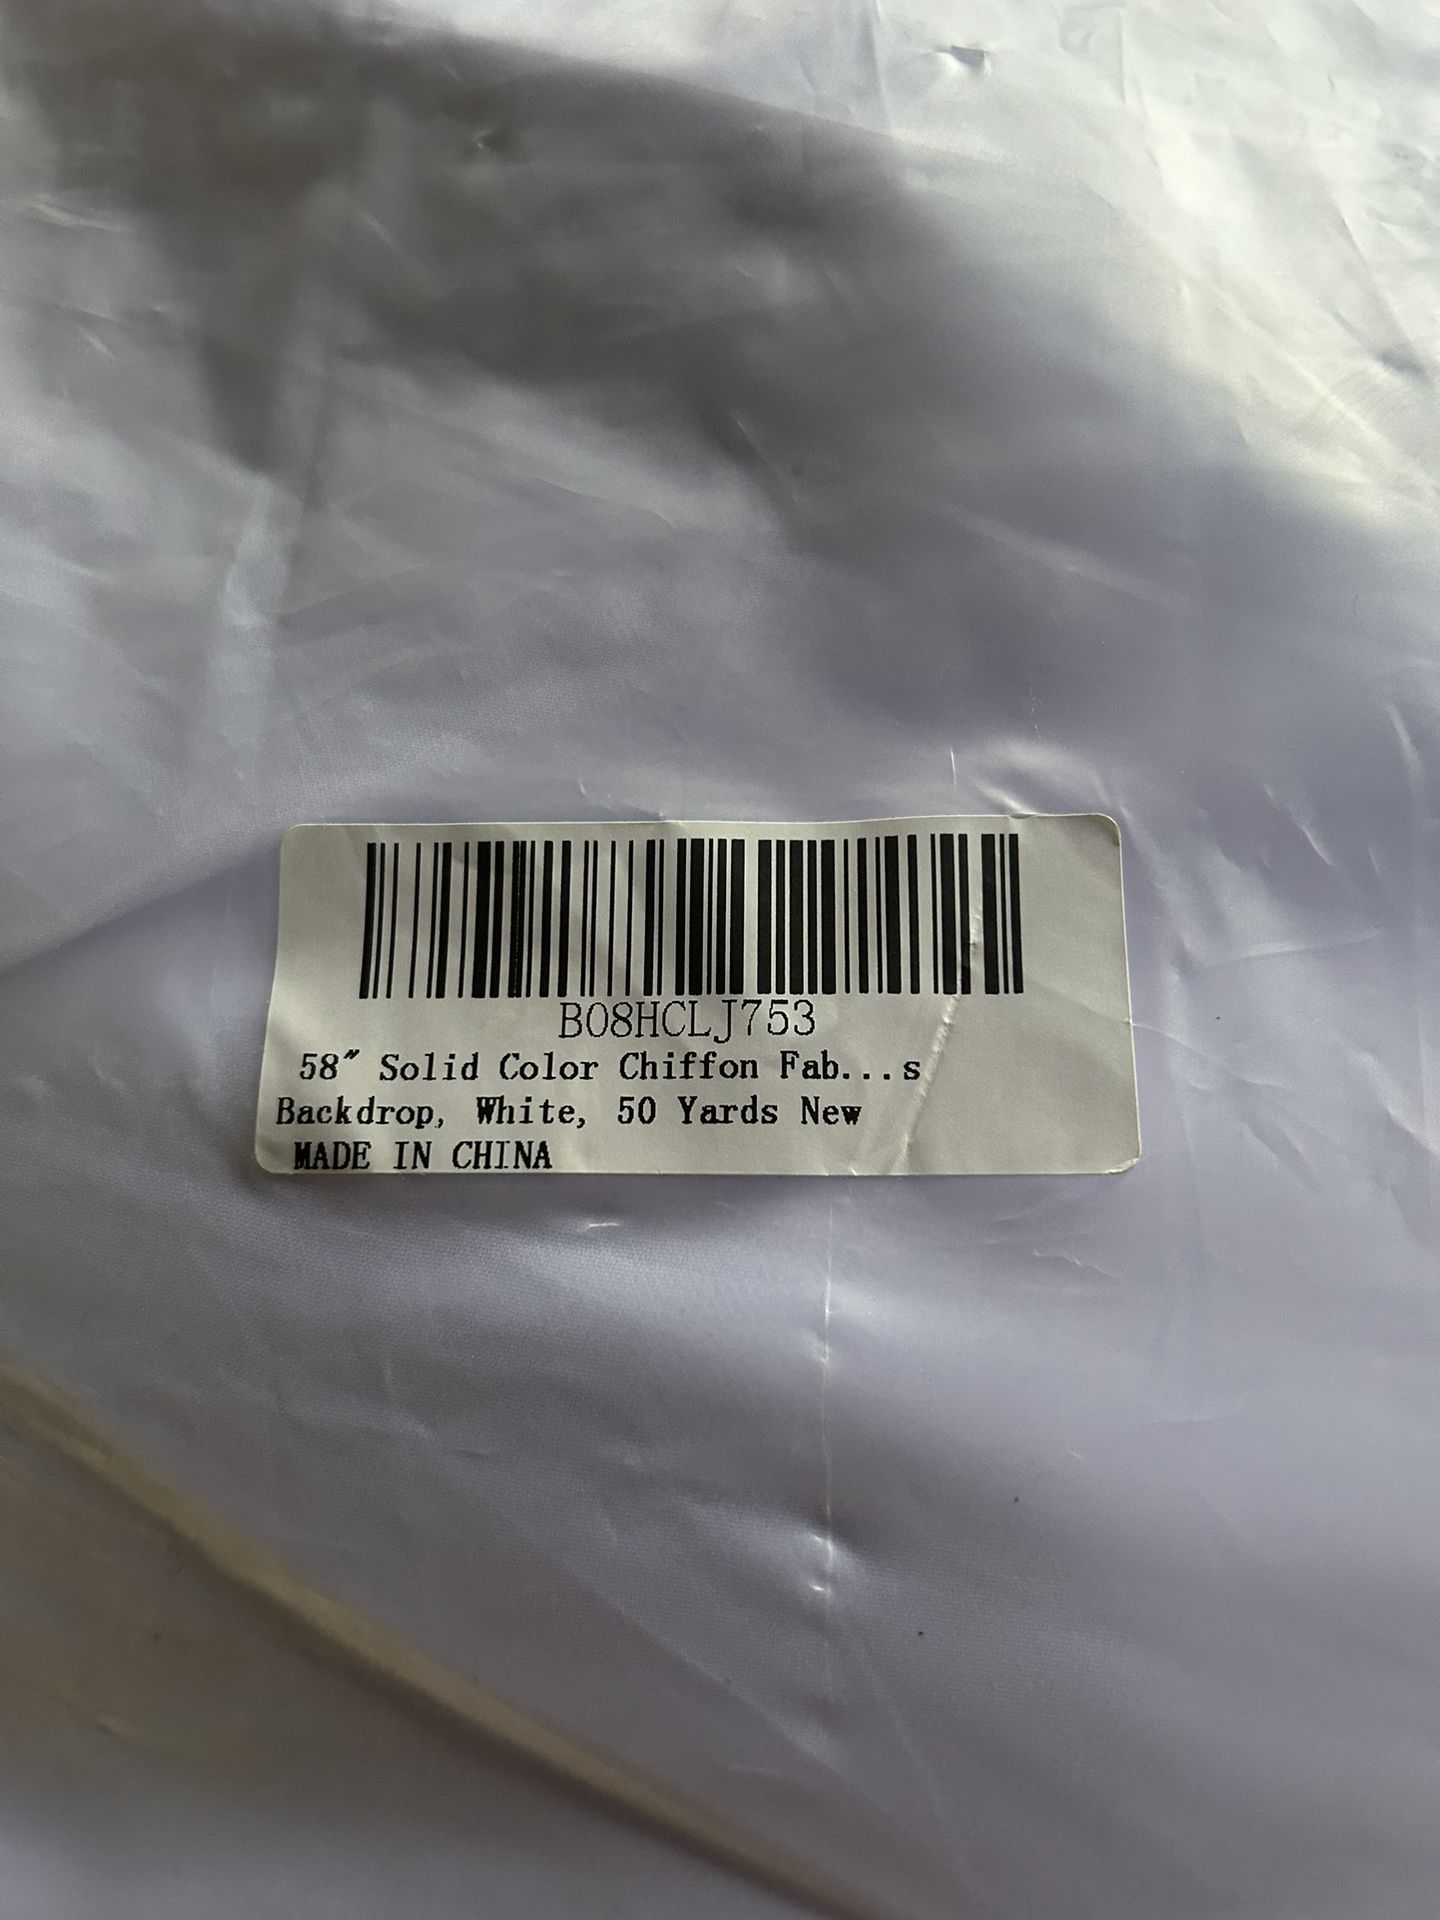 B08HCLJ753
58" Solid Color Chiffon Fab...s
Backdrop, White, 50 Yards New
MADE IN CHINA